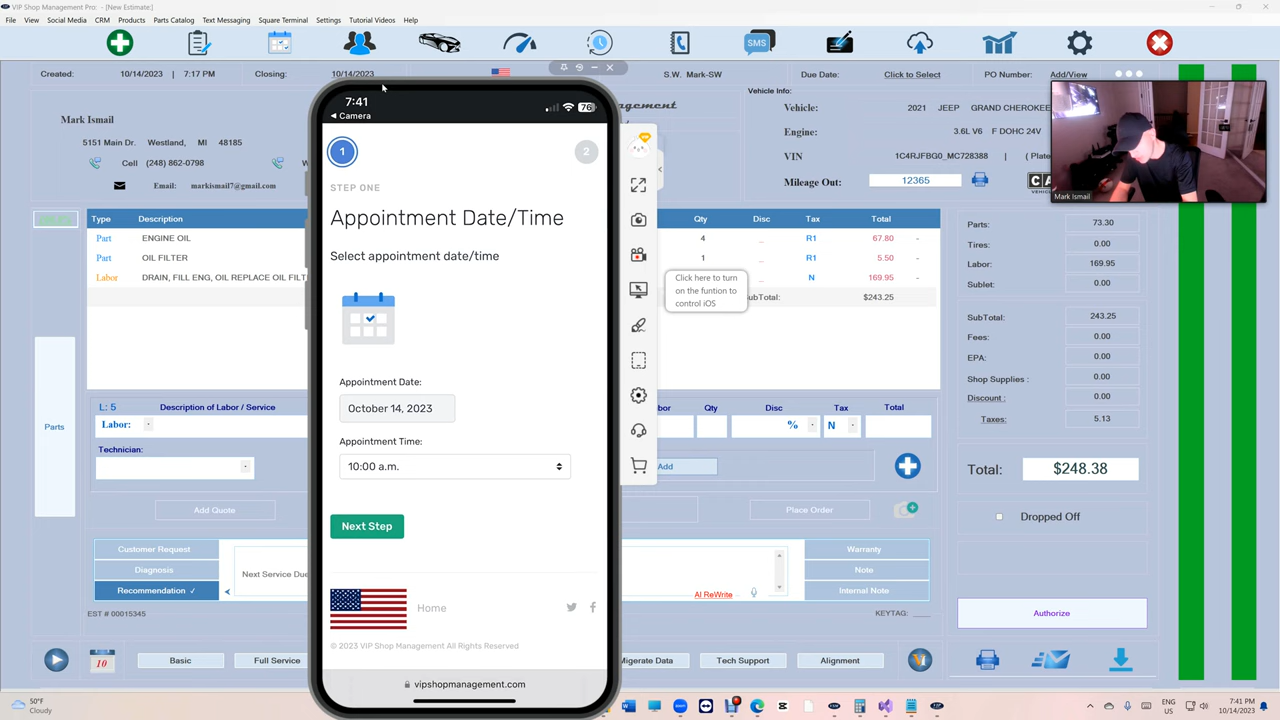 VIP Shop Management Pro: - [New Estimate:]
File View Social Media CRM Products Parts Catalog Text Messaging Square Terminal Settings Tutorial Videos Help
SMS
Created: 10/14/2023 | 7:17 PM Closing: 10/14/2023 S.W. Mark-SW Due Date: Click to Select PO Number: Add/View
Vehicle Info:
Mark Ismail
5151 Main Dr. Westland, MI 48185
Cell (248) 862-0798
Email: markismail7@gmail.com
Vehicle: 2021 JEEP GRAND CHEROKEE
Engine: 3.6L V6 F DOHC 24V
VIN 1C4RJFBG0_MC728388 ( Plate
Mileage Out: 12365
Mark Ismail
Type Description Qty Disc Tax Total
Part ENGINE OIL 4 _ R1 67.80 -
Part OIL FILTER 1 _ R1 5.50 -
Labor DRAIN, FILL ENG, OIL REPLACE OIL FILT _ N 169.95 -
SubTotal: $243.25
7:41
76
Camera
1
2
STEP ONE
Appointment Date/Time
Select appointment date/time
Appointment Date:
October 14, 2023
Appointment Time:
10:00 a.m.
Next Step
Home
© 2023 VIP Shop Management All Rights Reserved
vipshopmanagement.com
Click here to turn
on the funtion to
control iOS
Parts: 73.30
Tires: 0.00
Labor: 169.95
Sublet: 0.00
SubTotal: 243.25
Fees: 0.00
EPA: 0.00
Shop Supplies : 0.00
Discount : 0.00
Taxes: 5.13
Total: $248.38
Dropped Off
Authorize
Parts
L: 5 Description of Labor / Service Qty Disc Tax Total
Labor: % N
Technician:
Add
Add Quote Place Order
Customer Request
Diagnosis
Recommendation ✓
Next Service Due
AI ReWrite
Warranty
Note
Internal Note
EST # 00015345 KEYTAG: ____
10
Basic Full Service Migerate Data Tech Support Alignment
50°F
Cloudy
ENG
US
7:41 PM
10/14/2023